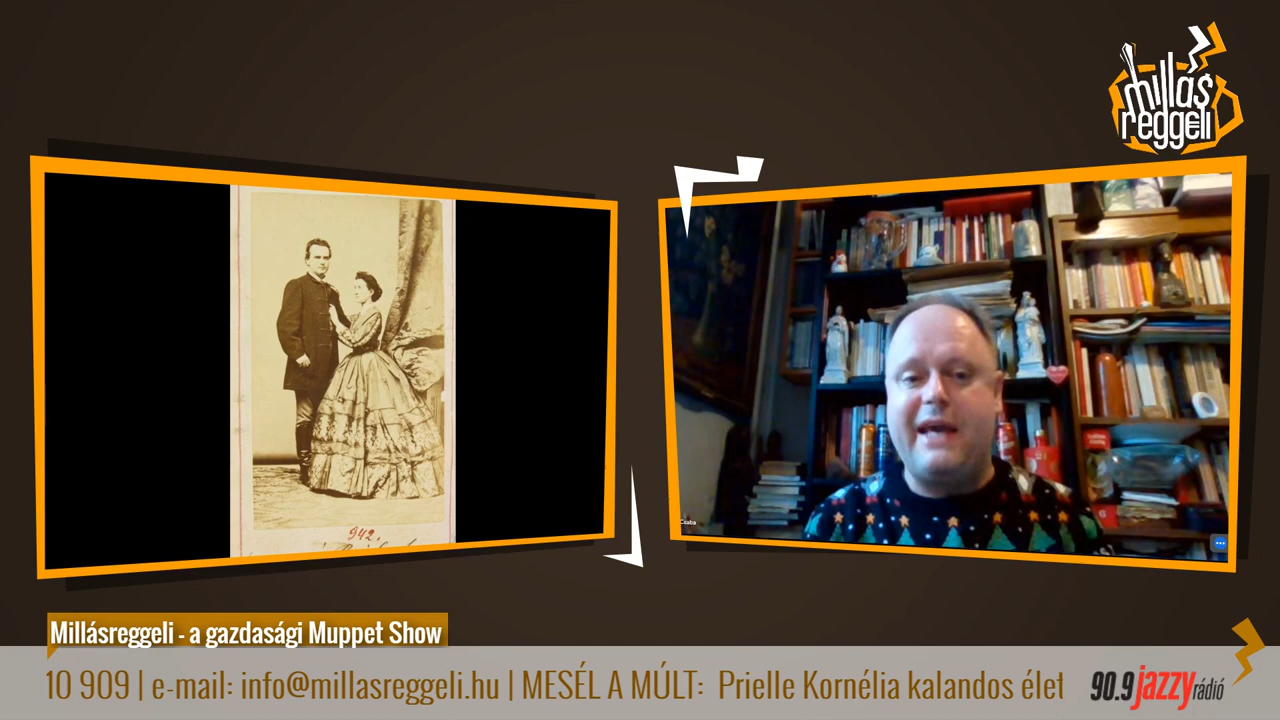 millás
reggeli
942.
Csaba
Millásreggeli - a gazdasági Muppet Show
10 909 | e-mail: info@millasreggeli.hu | MESÉL A MÚLT: Prielle Kornélia kalandos élet
90.9 jazzy rádió